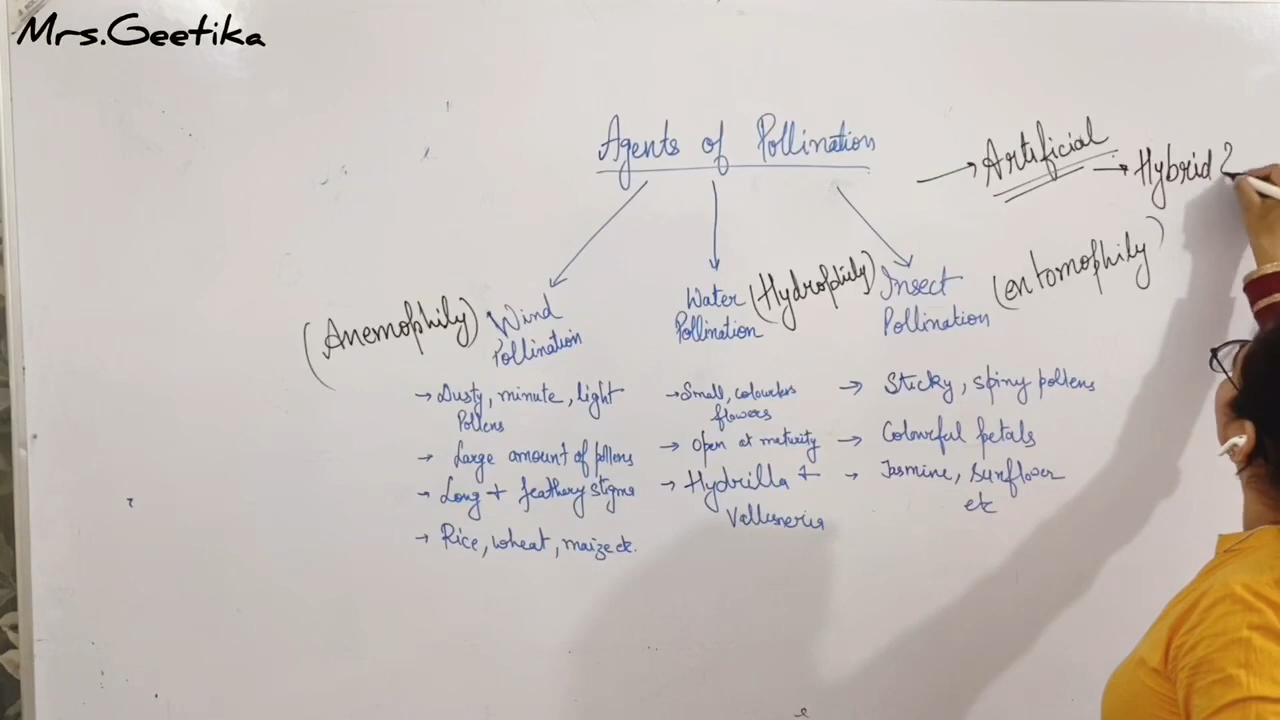 Mrs.Geetika
Agents of Pollination
→ Artificial → Hybrid
(Anemophily) Wind
Pollination
Water (Hydrophily)
Pollination
Insect (entomophily)
Pollination
→ Dusty, minute, light
Pollens
→ Large amount of pollens
→ Long + feathery stigma
→ Rice, wheat, maize etc.
→ Small, colourless
flowers
→ Open at maturity
→ Hydrilla +
Vallisneria
→ Sticky, spiny pollens
→ Colourful petals
→ Jasmine, sunflower
etc